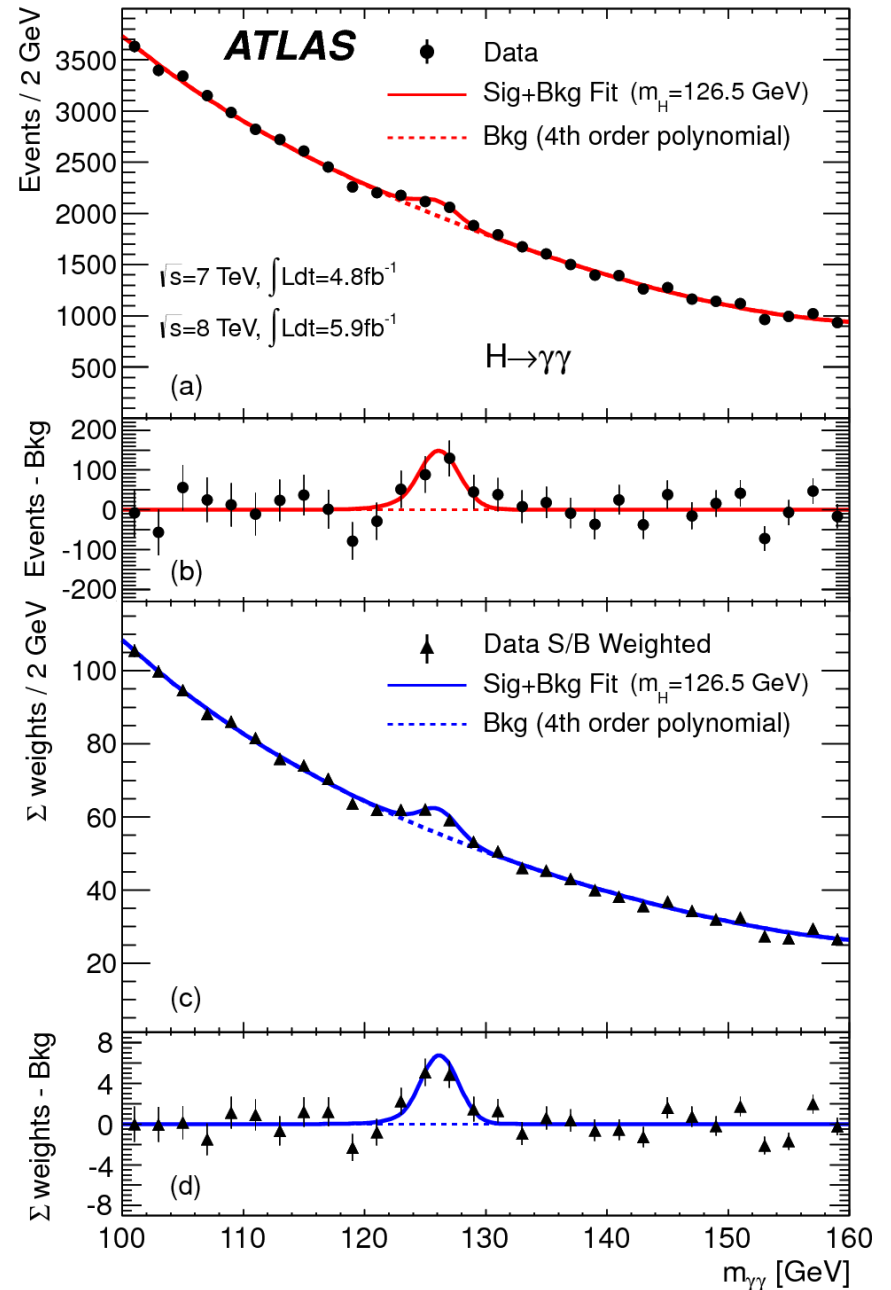 ATLAS
Data
Sig+Bkg Fit (m_H=126.5 GeV)
Bkg (4th order polynomial)
Events / 2 GeV
3500
3000
2500
2000
1500
1000
500
√s=7 TeV, ∫Ldt=4.8fb⁻¹
√s=8 TeV, ∫Ldt=5.9fb⁻¹
H→γγ
(a)
Events - Bkg
200
100
0
-100
-200
(b)
Data S/B Weighted
Sig+Bkg Fit (m_H=126.5 GeV)
Bkg (4th order polynomial)
Σ weights / 2 GeV
100
80
60
40
20
(c)
Σ weights - Bkg
8
4
0
-4
-8
(d)
100 110 120 130 140 150 160
m_γγ [GeV]